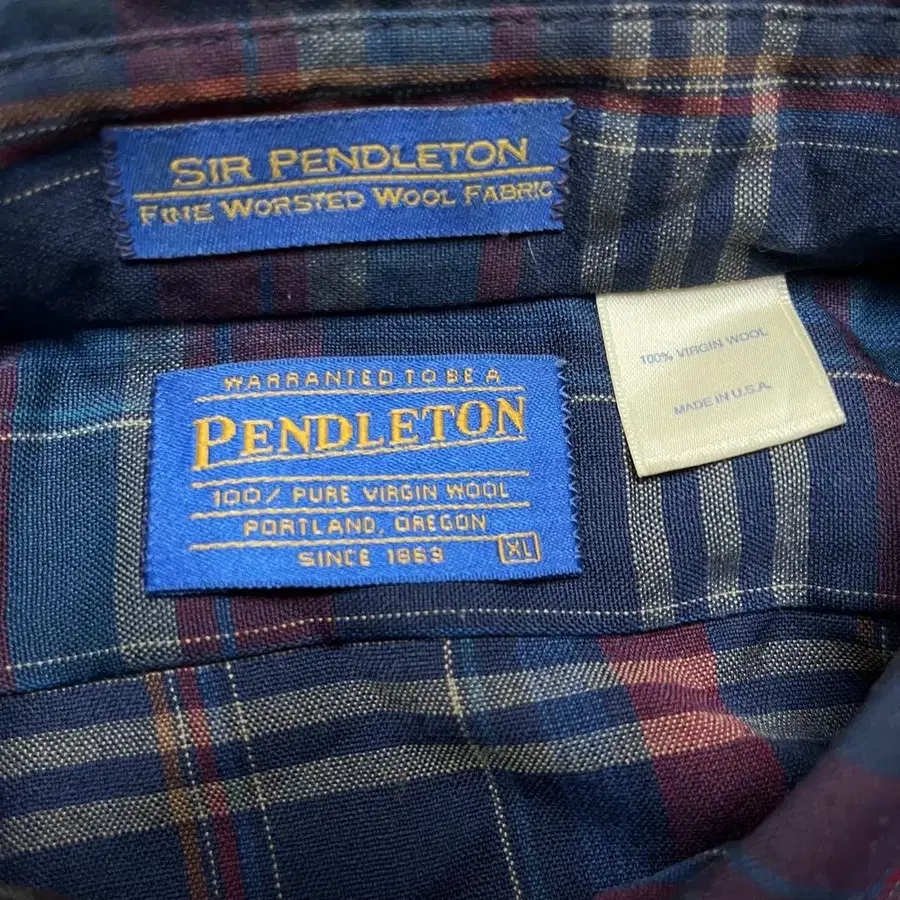 SIR PENDLETON
FINE WORSTED WOOL FABRIC
WARRANTED TO BE A
PENDLETON
100% PURE VIRGIN WOOL
PORTLAND, OREGON
SINCE 1863
XL
100% VIRGIN WOOL
MADE IN U.S.A.